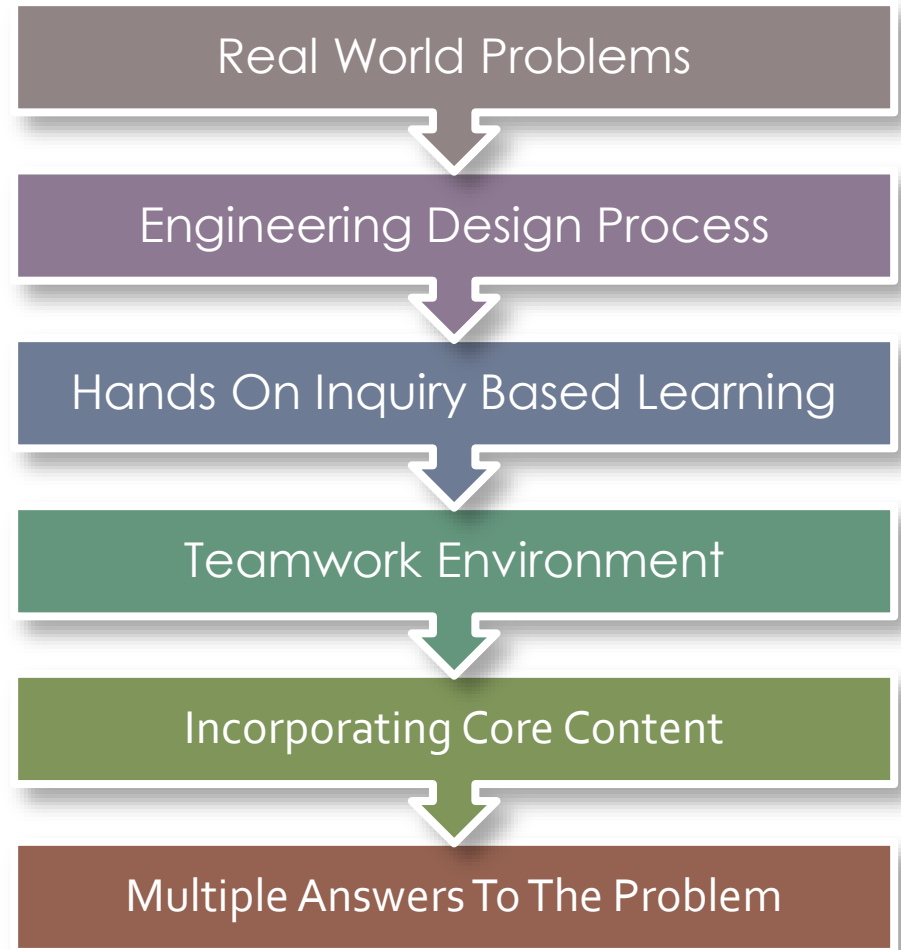 Real World Problems
Engineering Design Process
Hands On Inquiry Based Learning
Teamwork Environment
Incorporating Core Content
Multiple Answers To The Problem